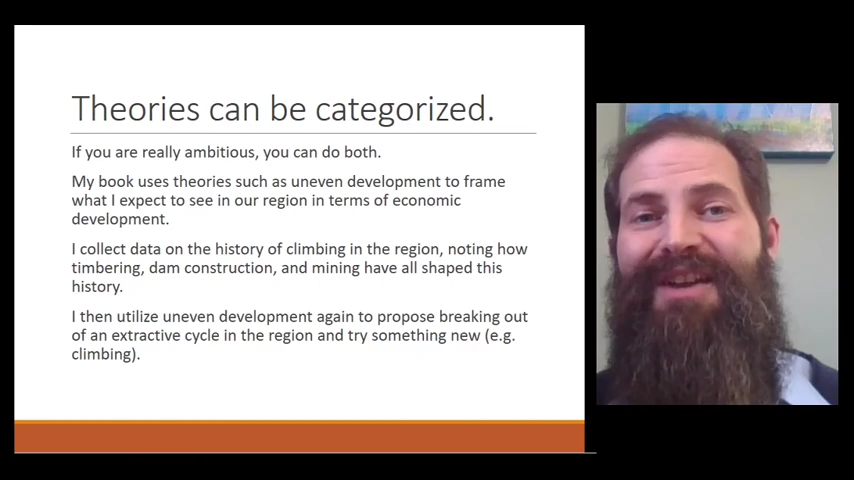 Theories can be categorized.
If you are really ambitious, you can do both.
My book uses theories such as uneven development to frame
what I expect to see in our region in terms of economic
development.
I collect data on the history of climbing in the region, noting how
timbering, dam construction, and mining have all shaped this
history.
I then utilize uneven development again to propose breaking out
of an extractive cycle in the region and try something new (e.g.
climbing).